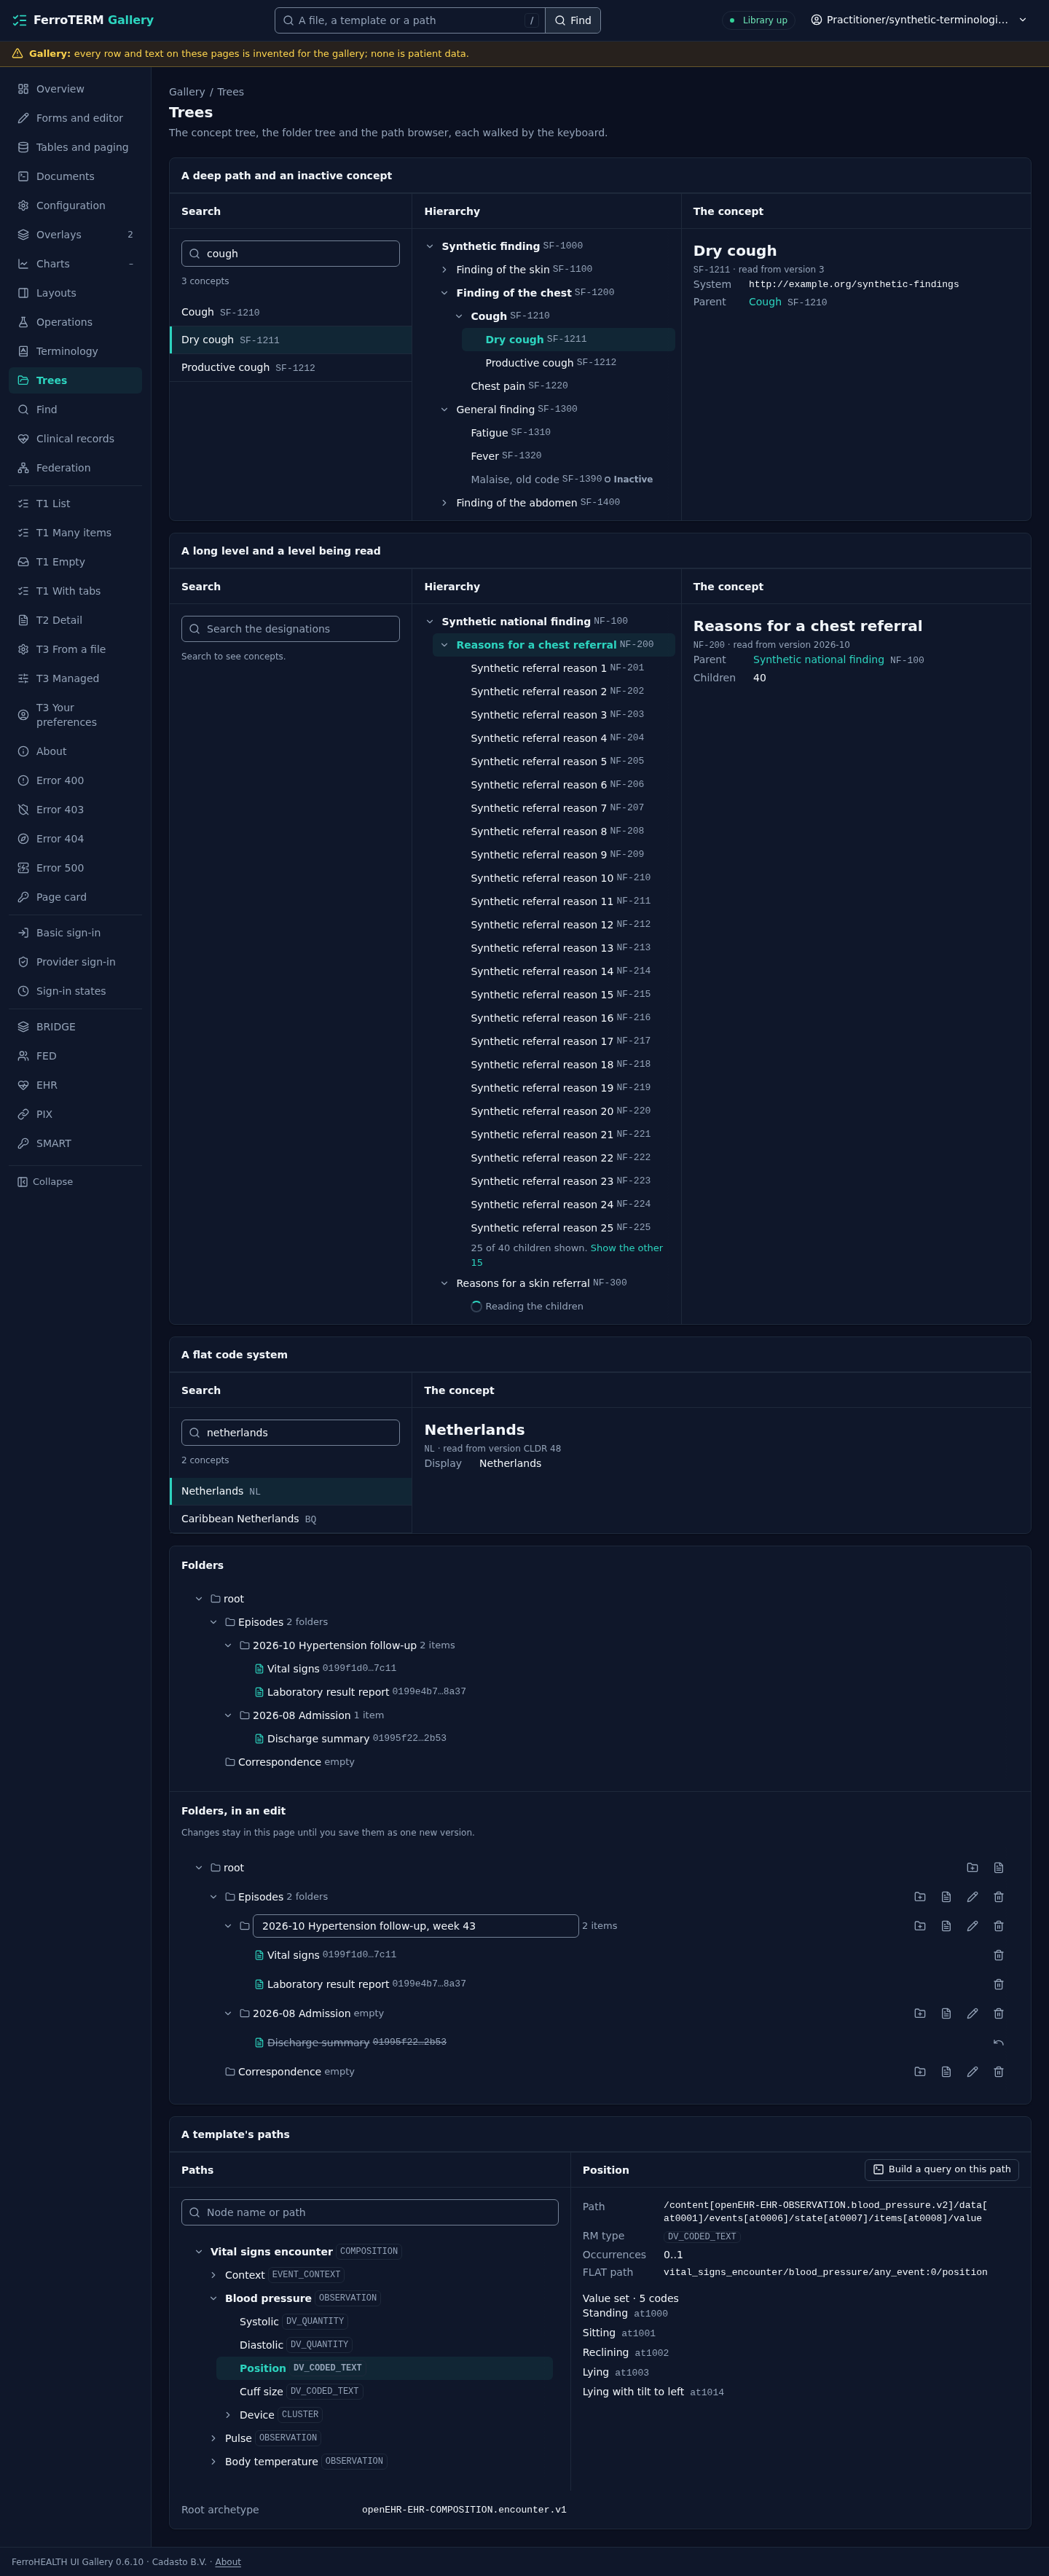 FerroTERM Gallery
A file, a template or a path
/
Find
Library up
Practitioner/synthetic-terminologi…
Gallery: every row and text on these pages is invented for the gallery; none is patient data.
Overview
Forms and editor
Tables and paging
Documents
Configuration
Overlays 2
Charts –
Layouts
Operations
Terminology
Trees
Find
Clinical records
Federation
T1 List
T1 Many items
T1 Empty
T1 With tabs
T2 Detail
T3 From a file
T3 Managed
T3 Your
preferences
About
Error 400
Error 403
Error 404
Error 500
Page card
Basic sign-in
Provider sign-in
Sign-in states
BRIDGE
FED
EHR
PIX
SMART
Collapse
Gallery / Trees
Trees
The concept tree, the folder tree and the path browser, each walked by the keyboard.
A deep path and an inactive concept
Search
cough
3 concepts
Cough SF-1210
Dry cough SF-1211
Productive cough SF-1212
Hierarchy
Synthetic finding SF-1000
Finding of the skin SF-1100
Finding of the chest SF-1200
Cough SF-1210
Dry cough SF-1211
Productive cough SF-1212
Chest pain SF-1220
General finding SF-1300
Fatigue SF-1310
Fever SF-1320
Malaise, old code SF-1390 Inactive
Finding of the abdomen SF-1400
The concept
Dry cough
SF-1211 · read from version 3
System http://example.org/synthetic-findings
Parent Cough SF-1210
A long level and a level being read
Search
Search the designations
Search to see concepts.
Hierarchy
Synthetic national finding NF-100
Reasons for a chest referral NF-200
Synthetic referral reason 1 NF-201
Synthetic referral reason 2 NF-202
Synthetic referral reason 3 NF-203
Synthetic referral reason 4 NF-204
Synthetic referral reason 5 NF-205
Synthetic referral reason 6 NF-206
Synthetic referral reason 7 NF-207
Synthetic referral reason 8 NF-208
Synthetic referral reason 9 NF-209
Synthetic referral reason 10 NF-210
Synthetic referral reason 11 NF-211
Synthetic referral reason 12 NF-212
Synthetic referral reason 13 NF-213
Synthetic referral reason 14 NF-214
Synthetic referral reason 15 NF-215
Synthetic referral reason 16 NF-216
Synthetic referral reason 17 NF-217
Synthetic referral reason 18 NF-218
Synthetic referral reason 19 NF-219
Synthetic referral reason 20 NF-220
Synthetic referral reason 21 NF-221
Synthetic referral reason 22 NF-222
Synthetic referral reason 23 NF-223
Synthetic referral reason 24 NF-224
Synthetic referral reason 25 NF-225
25 of 40 children shown. Show the other
15
Reasons for a skin referral NF-300
Reading the children
The concept
Reasons for a chest referral
NF-200 · read from version 2026-10
Parent Synthetic national finding NF-100
Children 40
A flat code system
Search
netherlands
2 concepts
Netherlands NL
Caribbean Netherlands BQ
The concept
Netherlands
NL · read from version CLDR 48
Display Netherlands
Folders
root
Episodes 2 folders
2026-10 Hypertension follow-up 2 items
Vital signs 0199f1d0…7c11
Laboratory result report 0199e4b7…8a37
2026-08 Admission 1 item
Discharge summary 01995f22…2b53
Correspondence empty
Folders, in an edit
Changes stay in this page until you save them as one new version.
root
Episodes 2 folders
2026-10 Hypertension follow-up, week 43 2 items
Vital signs 0199f1d0…7c11
Laboratory result report 0199e4b7…8a37
2026-08 Admission empty
Discharge summary 01995f22…2b53
Correspondence empty
A template's paths
Paths
Node name or path
Vital signs encounter COMPOSITION
Context EVENT_CONTEXT
Blood pressure OBSERVATION
Systolic DV_QUANTITY
Diastolic DV_QUANTITY
Position DV_CODED_TEXT
Cuff size DV_CODED_TEXT
Device CLUSTER
Pulse OBSERVATION
Body temperature OBSERVATION
Position
Build a query on this path
Path /content[openEHR-EHR-OBSERVATION.blood_pressure.v2]/data[
at0001]/events[at0006]/state[at0007]/items[at0008]/value
RM type DV_CODED_TEXT
Occurrences 0..1
FLAT path vital_signs_encounter/blood_pressure/any_event:0/position
Value set · 5 codes
Standing at1000
Sitting at1001
Reclining at1002
Lying at1003
Lying with tilt to left at1014
Root archetype openEHR-EHR-COMPOSITION.encounter.v1
FerroHEALTH UI Gallery 0.6.10 · Cadasto B.V. · About